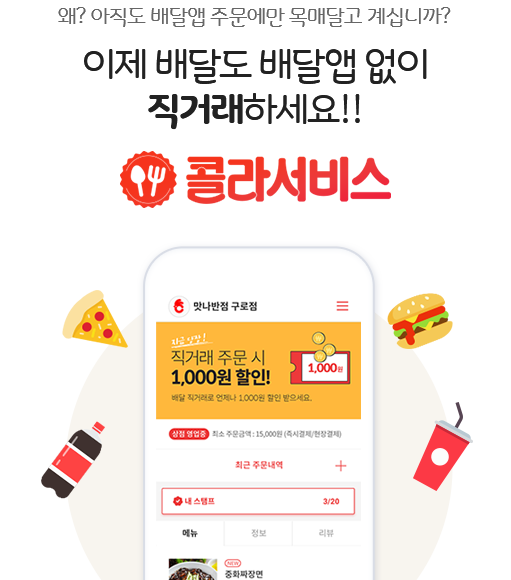 왜? 아직도 배달앱 주문에만 목매달고 계십니까?
이제 배달도 배달앱 없이
직거래하세요!!
콜라서비스
맛나반점 구로점
직거래 주문 시
1,000원 할인!
배달 직거래로 언제나 1,000원 할인 받으세요.
1,000원
상점 영업중 최소 주문금액 : 15,000원 (즉시결제/현장결제)
최근 주문내역 +
내 스탬프 3/20
메뉴 정보 리뷰
NEW
중화짜장면